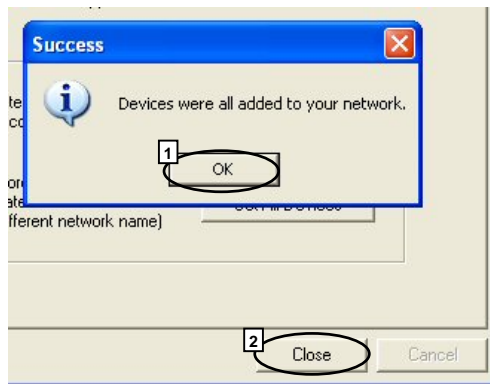 Success
Devices were all added to your network.
1
OK
fferent network name)
2
Close
Cancel